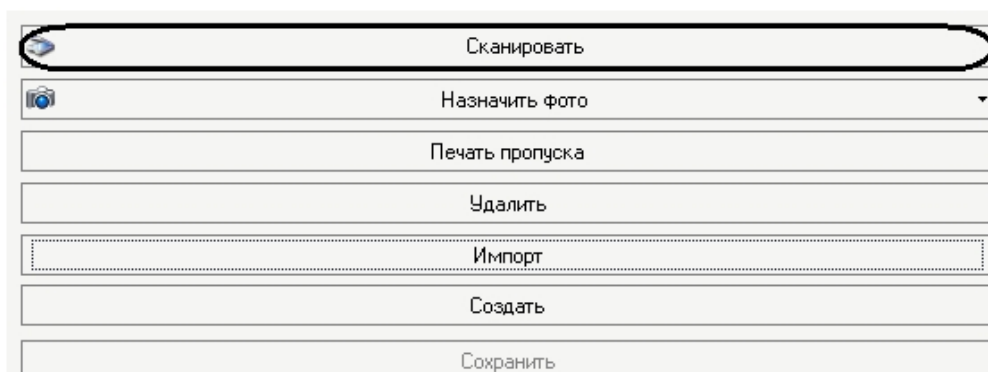 Сканировать
Назначить фото
Печать пропуска
Удалить
Импорт
Создать
Сохранить